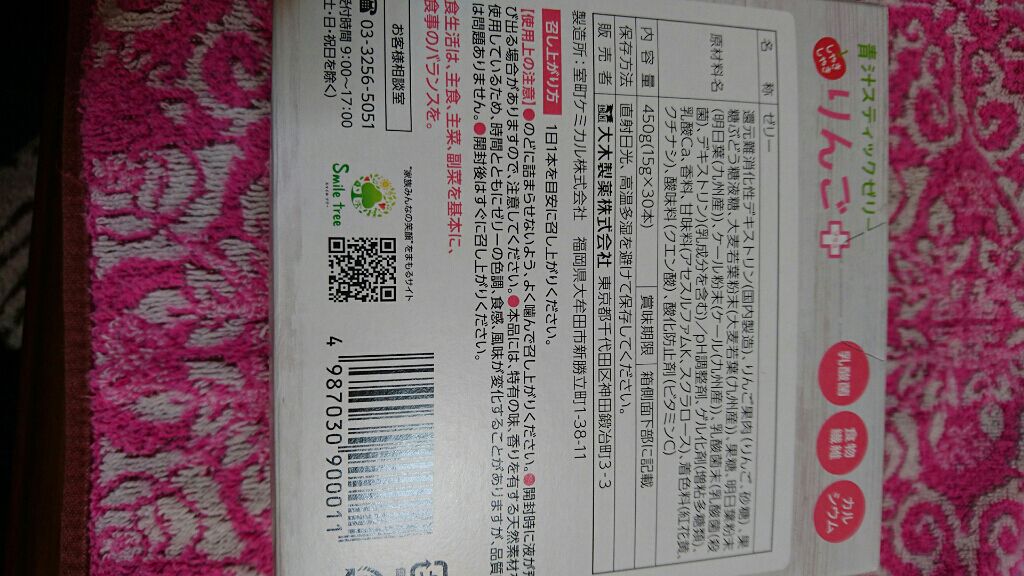 青汁スティックゼリー
しゃき しゃき りんご
乳酸菌
食物繊維
カルシウム
名称 ゼリー
原材料名 還元難消化性デキストリン(国内製造)、りんご果肉(りんご、砂糖)、果
糖ぶどう糖液糖、大麦若葉粉末(大麦若葉(九州産))、果糖、明日葉粉末
(明日葉(九州産))、ケール粉末(ケール(九州産))、乳酸菌末(乳酸菌(殺
菌)、デキストリン(乳成分を含む)/pH調整剤、ゲル化剤(増粘多糖類)、
乳酸Ca、香料、甘味料(アセスルファムK、スクラロース)、着色料(紅花黄、
クチナシ)、酸味料(クエン酸)、酸化防止剤(ビタミンC)
内容量 450g(15g×30本) 賞味期限 箱側面下部に記載
保存方法 直射日光、高温多湿を避けて保存してください。
販売者 大木製薬株式会社 東京都千代田区神田鍛冶町3-3
製造所:室町ケミカル株式会社 福岡県大牟田市新勝立町1-38-11
召し上がり方 1日1本を目安に召し上がりください。
【使用上の注意】●のどに詰まらせないよう、よく噛んで召し上がりください。●開封時に液が飛
び出る場合がありますので、注意してください。●本品には、特有の味、香りを有する天然素材
使用しているため、時間とともにゼリーの色調、食感、風味が変化することがありますが、品質
は問題ありません。●開封後はすぐに召し上がりください。
食生活は、主食、主菜、副菜を基本に、
食事のバランスを。
お客様相談室
03-3256-5051
受付時間 9:00~17:00
土・日・祝日を除く)
"家族みんなの笑顔"をまもるサイト
Smile tree
4 987030 900011